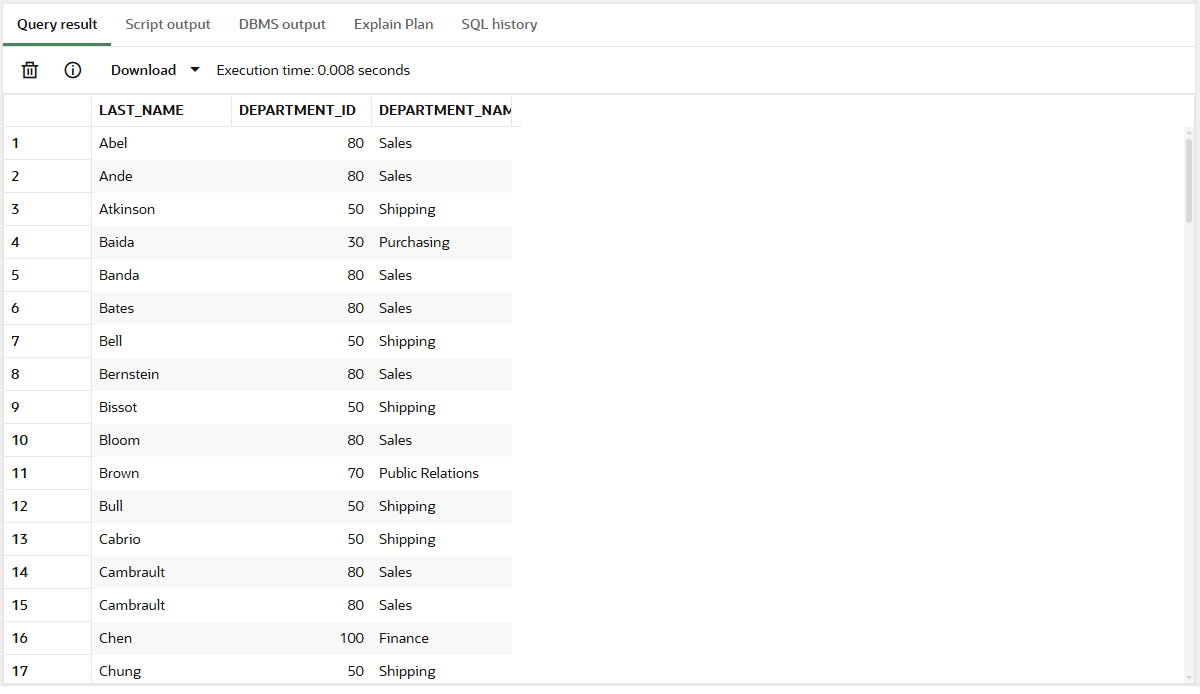 Query result Script output DBMS output Explain Plan SQL history
Download Execution time: 0.008 seconds
LAST_NAME DEPARTMENT_ID DEPARTMENT_NAM
1 Abel 80 Sales
2 Ande 80 Sales
3 Atkinson 50 Shipping
4 Baida 30 Purchasing
5 Banda 80 Sales
6 Bates 80 Sales
7 Bell 50 Shipping
8 Bernstein 80 Sales
9 Bissot 50 Shipping
10 Bloom 80 Sales
11 Brown 70 Public Relations
12 Bull 50 Shipping
13 Cabrio 50 Shipping
14 Cambrault 80 Sales
15 Cambrault 80 Sales
16 Chen 100 Finance
17 Chung 50 Shipping